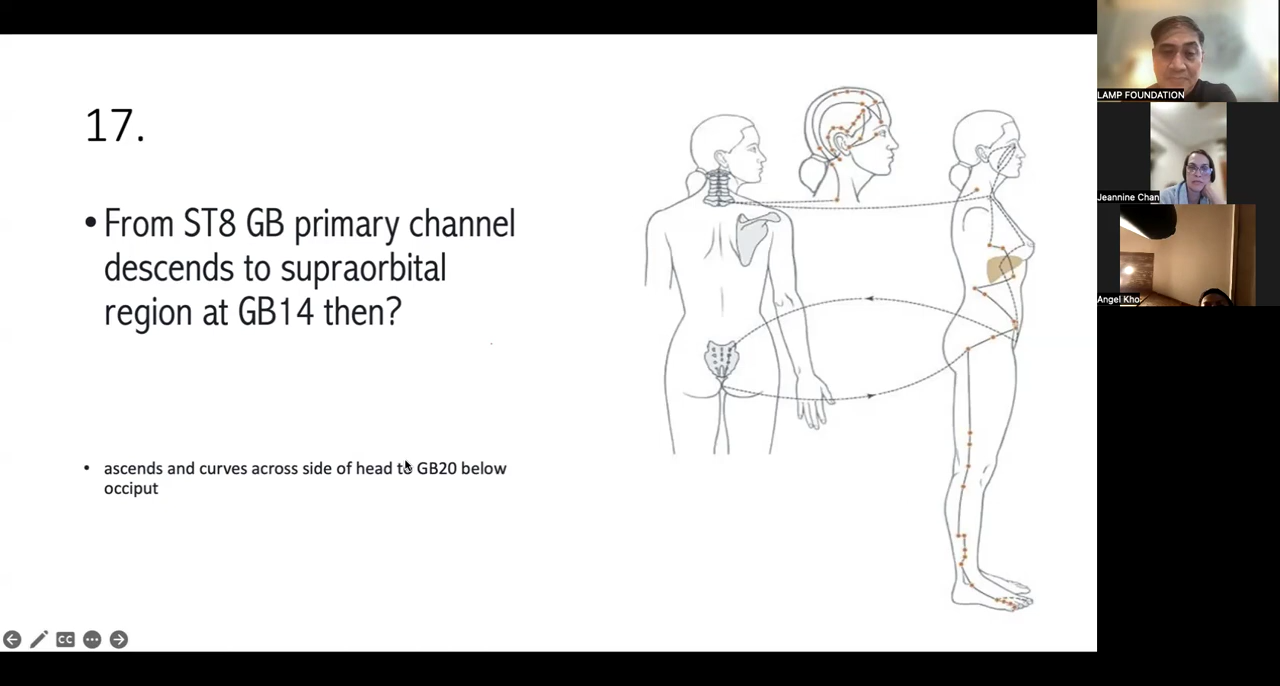 17.
• From ST8 GB primary channel
descends to supraorbital
region at GB14 then?
• ascends and curves across side of head to GB20 below
occiput
CC
LAMP FOUNDATION
Jeannine Chan
Angel Kho